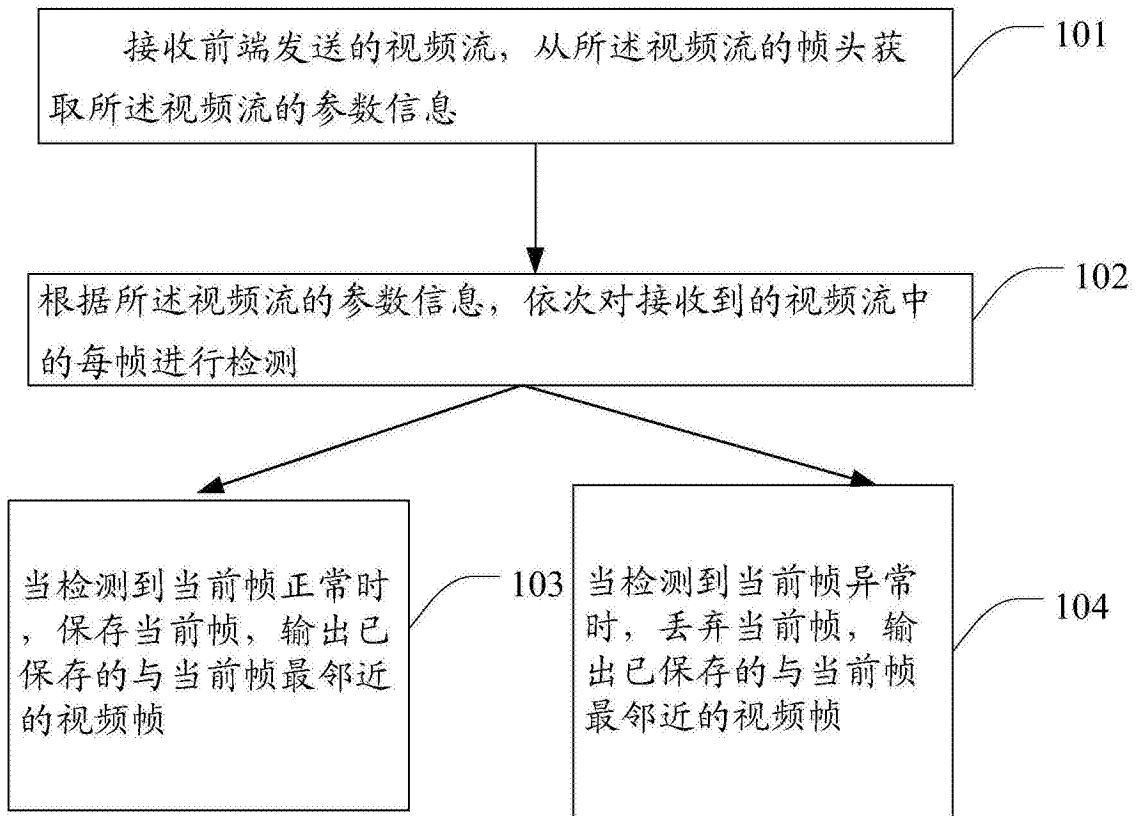 接收前端发送的视频流，从所述视频流的帧头获
取所述视频流的参数信息
101
根据所述视频流的参数信息，依次对接收到的视频流中
的每帧进行检测
102
当检测到当前帧正常时
，保存当前帧，输出已
保存的与当前帧最邻近
的视频帧
103
当检测到当前帧异常
时，丢弃当前帧，输
出已保存的与当前帧
最邻近的视频帧
104